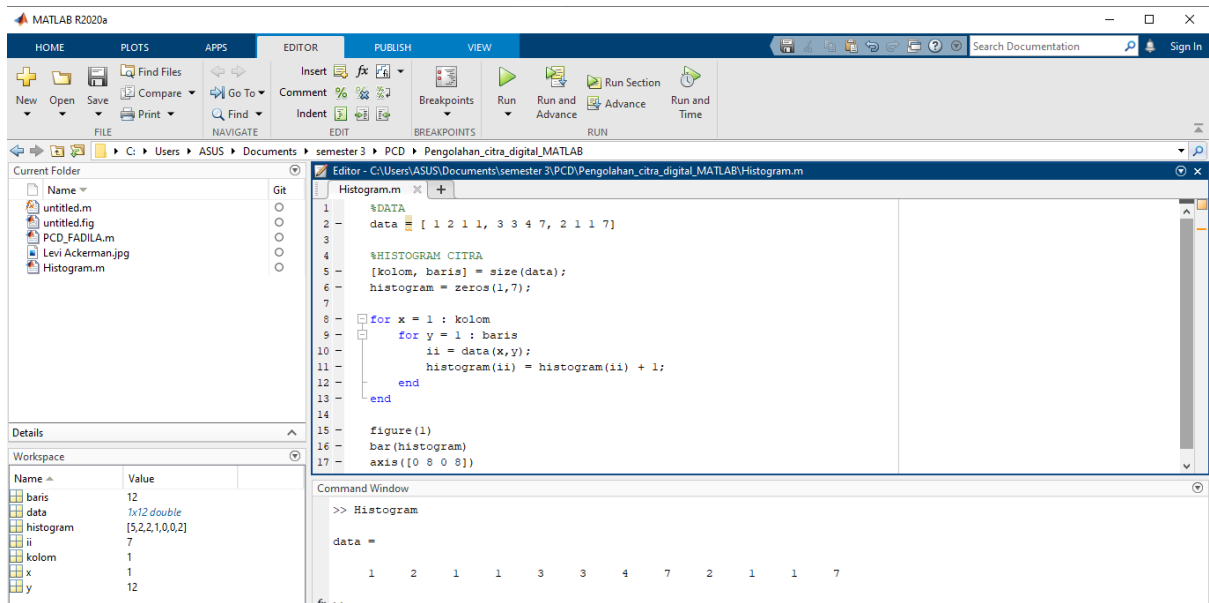 MATLAB R2020a
HOME PLOTS APPS EDITOR PUBLISH VIEW Search Documentation Sign In
New Open Save Find Files Compare Print Go To Find Insert fx Comment % Indent Breakpoints Run Run and Advance Run Section Advance Run and Time
FILE NAVIGATE EDIT BREAKPOINTS RUN
C: Users ASUS Documents semester 3 PCD Pengolahan_citra_digital_MATLAB
Current Folder
Name Git
untitled.m
untitled.fig
PCD_FADILA.m
Levi Ackerman.jpg
Histogram.m
Details
Workspace
Name Value
baris 12
data 1x12 double
histogram [5,2,2,1,0,0,2]
ii 7
kolom 1
x 1
y 12
Editor - C:\Users\ASUS\Documents\semester 3\PCD\Pengolahan_citra_digital_MATLAB\Histogram.m
Histogram.m +
1 %DATA
2 - data = [ 1 2 1 1, 3 3 4 7, 2 1 1 7]
3
4 %HISTOGRAM CITRA
5 - [kolom, baris] = size(data);
6 - histogram = zeros(1,7);
7
8 - for x = 1 : kolom
9 - for y = 1 : baris
10 - ii = data(x,y);
11 - histogram(ii) = histogram(ii) + 1;
12 - end
13 - end
14
15 - figure(1)
16 - bar(histogram)
17 - axis([0 8 0 8])
Command Window
>> Histogram
data =
1 2 1 1 3 3 4 7 2 1 1 7